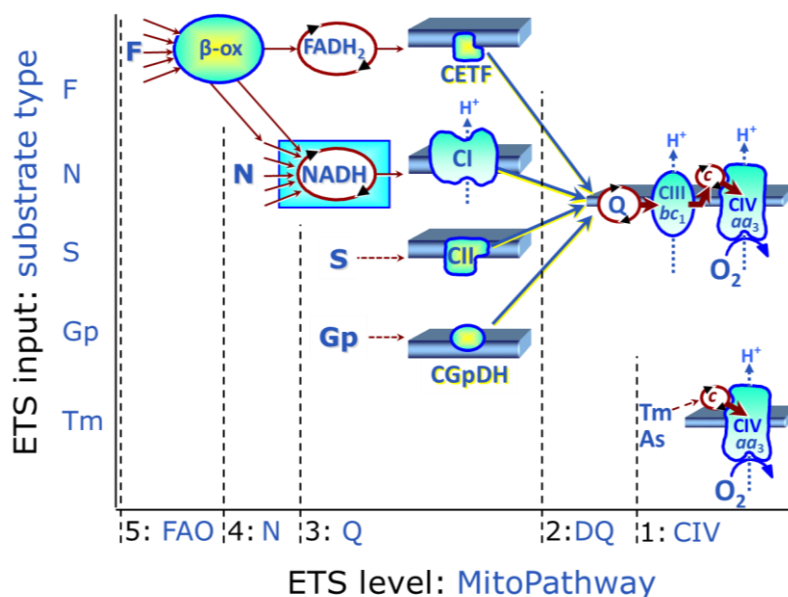 ETS input: substrate type
F
N
S
Gp
Tm
F
β-ox
FADH₂
CETF
N
NADH
H⁺
CI
S
CII
Gp
CGpDH
Q
H⁺
CIII
bc₁
c
H⁺
CIV
aa₃
O₂
Tm
As
c
H⁺
CIV
aa₃
O₂
5: FAO
4: N
3: Q
2:DQ
1: CIV
ETS level: MitoPathway